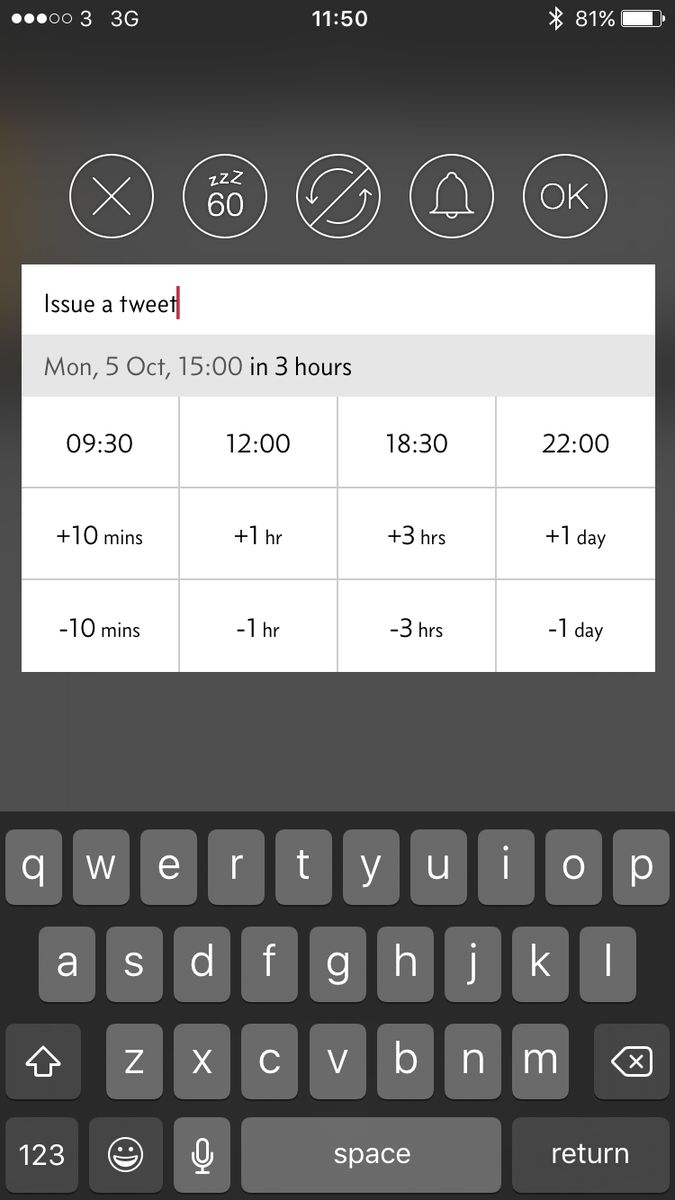 3 3G 11:50 81%
zzZ
60 OK
Issue a tweet
Mon, 5 Oct, 15:00 in 3 hours
09:30 12:00 18:30 22:00
+10 mins +1 hr +3 hrs +1 day
-10 mins -1 hr -3 hrs -1 day
q w e r t y u i o p
a s d f g h j k l
z x c v b n m
123 space return